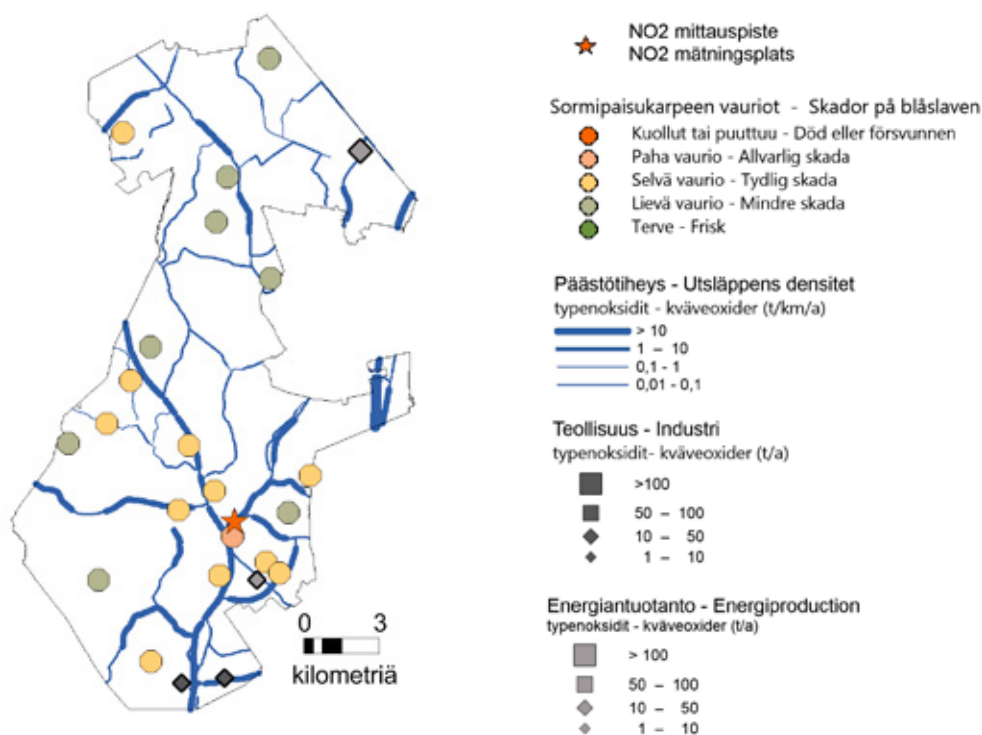 NO2 mittauspiste
NO2 mätningsplats
Sormipaisukarpeen vauriot - Skador på blåslaven
Kuollut tai puuttuu - Död eller försvunnen
Paha vaurio - Allvarlig skada
Selvä vaurio - Tydlig skada
Lievä vaurio - Mindre skada
Terve - Frisk
Päästötiheys - Utsläppens densitet
typenoksidit - kväveoxider (t/km/a)
> 10
1 – 10
0,1 - 1
0,01 - 0,1
Teollisuus - Industri
typenoksidit- kväveoxider (t/a)
>100
50 – 100
10 – 50
1 – 10
Energiantuotanto - Energiproduction
typenoksidit - kväveoxider (t/a)
> 100
50 – 100
10 – 50
1 – 10
0 3
kilometriä